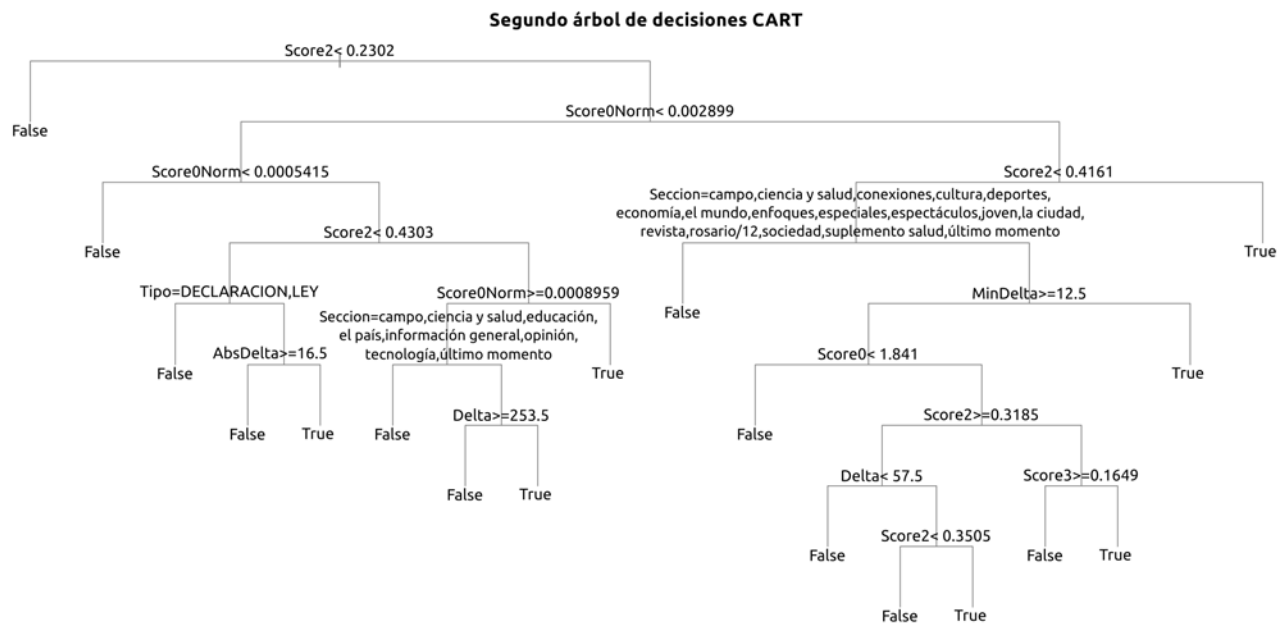 Segundo árbol de decisiones CART
Score2< 0.2302
False
Score0Norm< 0.002899
Score0Norm< 0.0005415
Score2< 0.4161
False
Score2< 0.4303
Seccion=campo,ciencia y salud,conexiones,cultura,deportes,
economía,el mundo,enfoques,especiales,espectáculos,joven,la ciudad,
revista,rosario/12,sociedad,suplemento salud,último momento
True
Tipo=DECLARACION,LEY
Score0Norm>=0.0008959
False
MinDelta>=12.5
False
AbsDelta>=16.5
Seccion=campo,ciencia y salud,educación,
el país,información general,opinión,
tecnología,último momento
True
Score0< 1.841
True
False
True
False
Delta>=253.5
False
Score2>=0.3185
False
True
Delta< 57.5
Score3>=0.1649
False
Score2< 0.3505
False
True
False
True